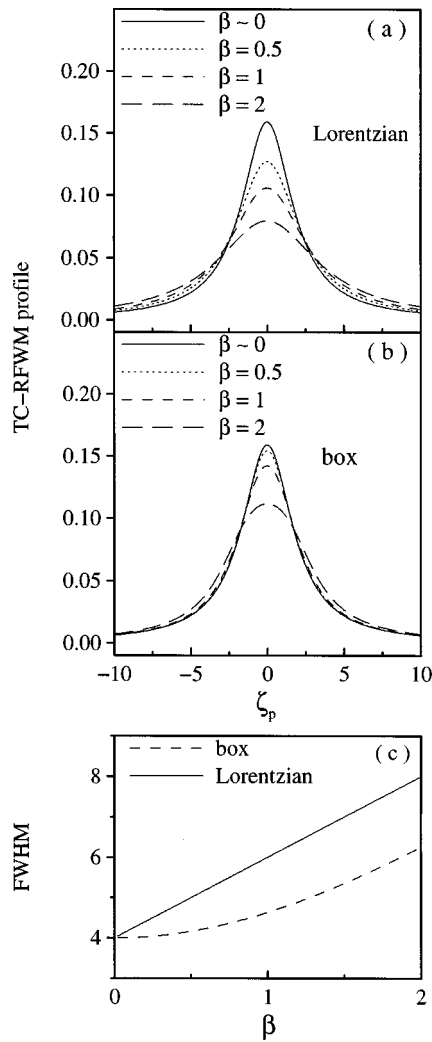 β ~ 0
( a )
β = 0.5
β = 1
β = 2
Lorentzian
0.20
0.15
0.10
0.05
0.00
TC−RFWM profile
β ~ 0
( b )
β = 0.5
β = 1
β = 2
box
0.20
0.15
0.10
0.05
0.00
−10 −5 0 5 10
ζp
box
( c )
Lorentzian
8
6
4
FWHM
0 1 2
β